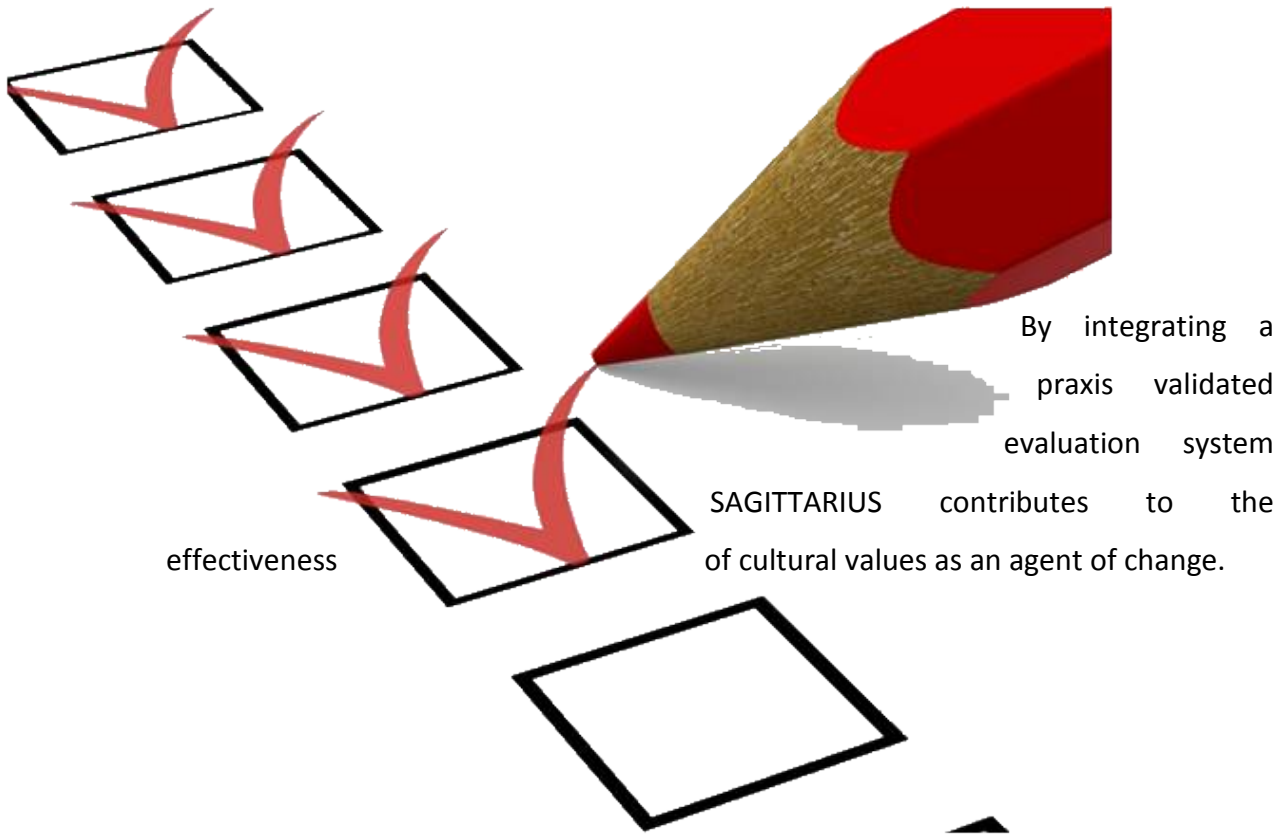 By integrating a
praxis validated
evaluation system
SAGITTARIUS contributes to the
effectiveness of cultural values as an agent of change.